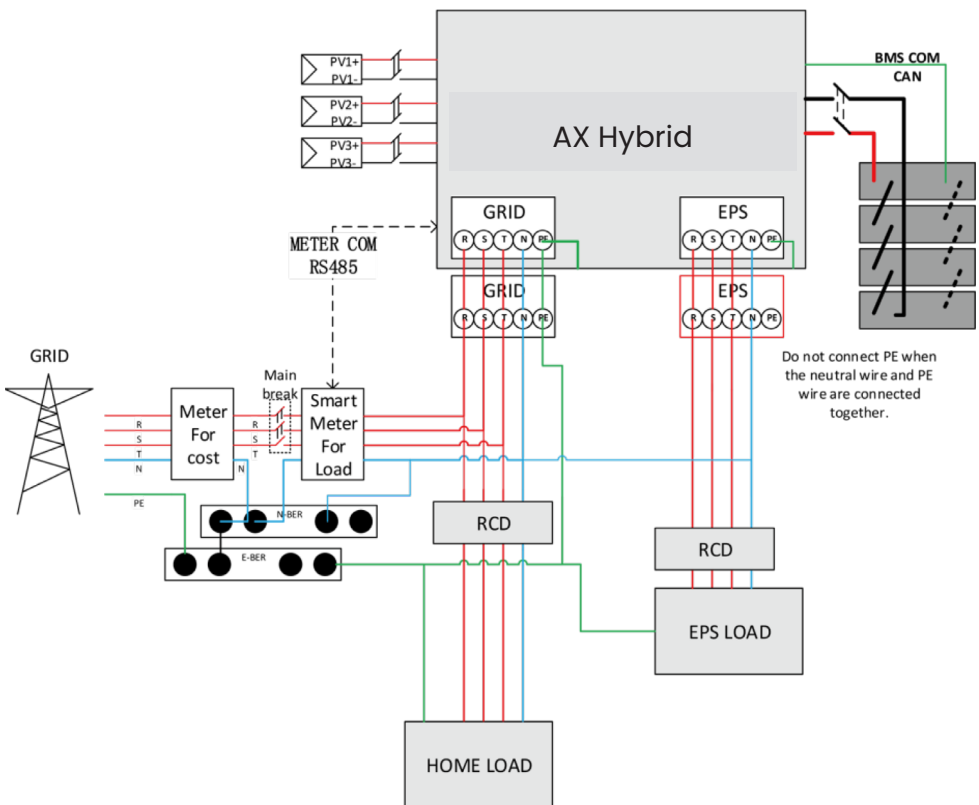 PV1+
PV1-
PV2+
PV2-
PV3+
PV3-
AX Hybrid
BMS COM
CAN
GRID
R S T N PE
EPS
R S T N PE
METER COM
RS485
GRID
R S T N PE
EPS
R S T N PE
Do not connect PE when
the neutral wire and PE
wire are connected
together.
GRID
R
S
T
N
PE
Meter
For
cost
Main
break
R
S
T
N
Smart
Meter
For
Load
N-BER
E-BER
RCD
RCD
EPS LOAD
HOME LOAD